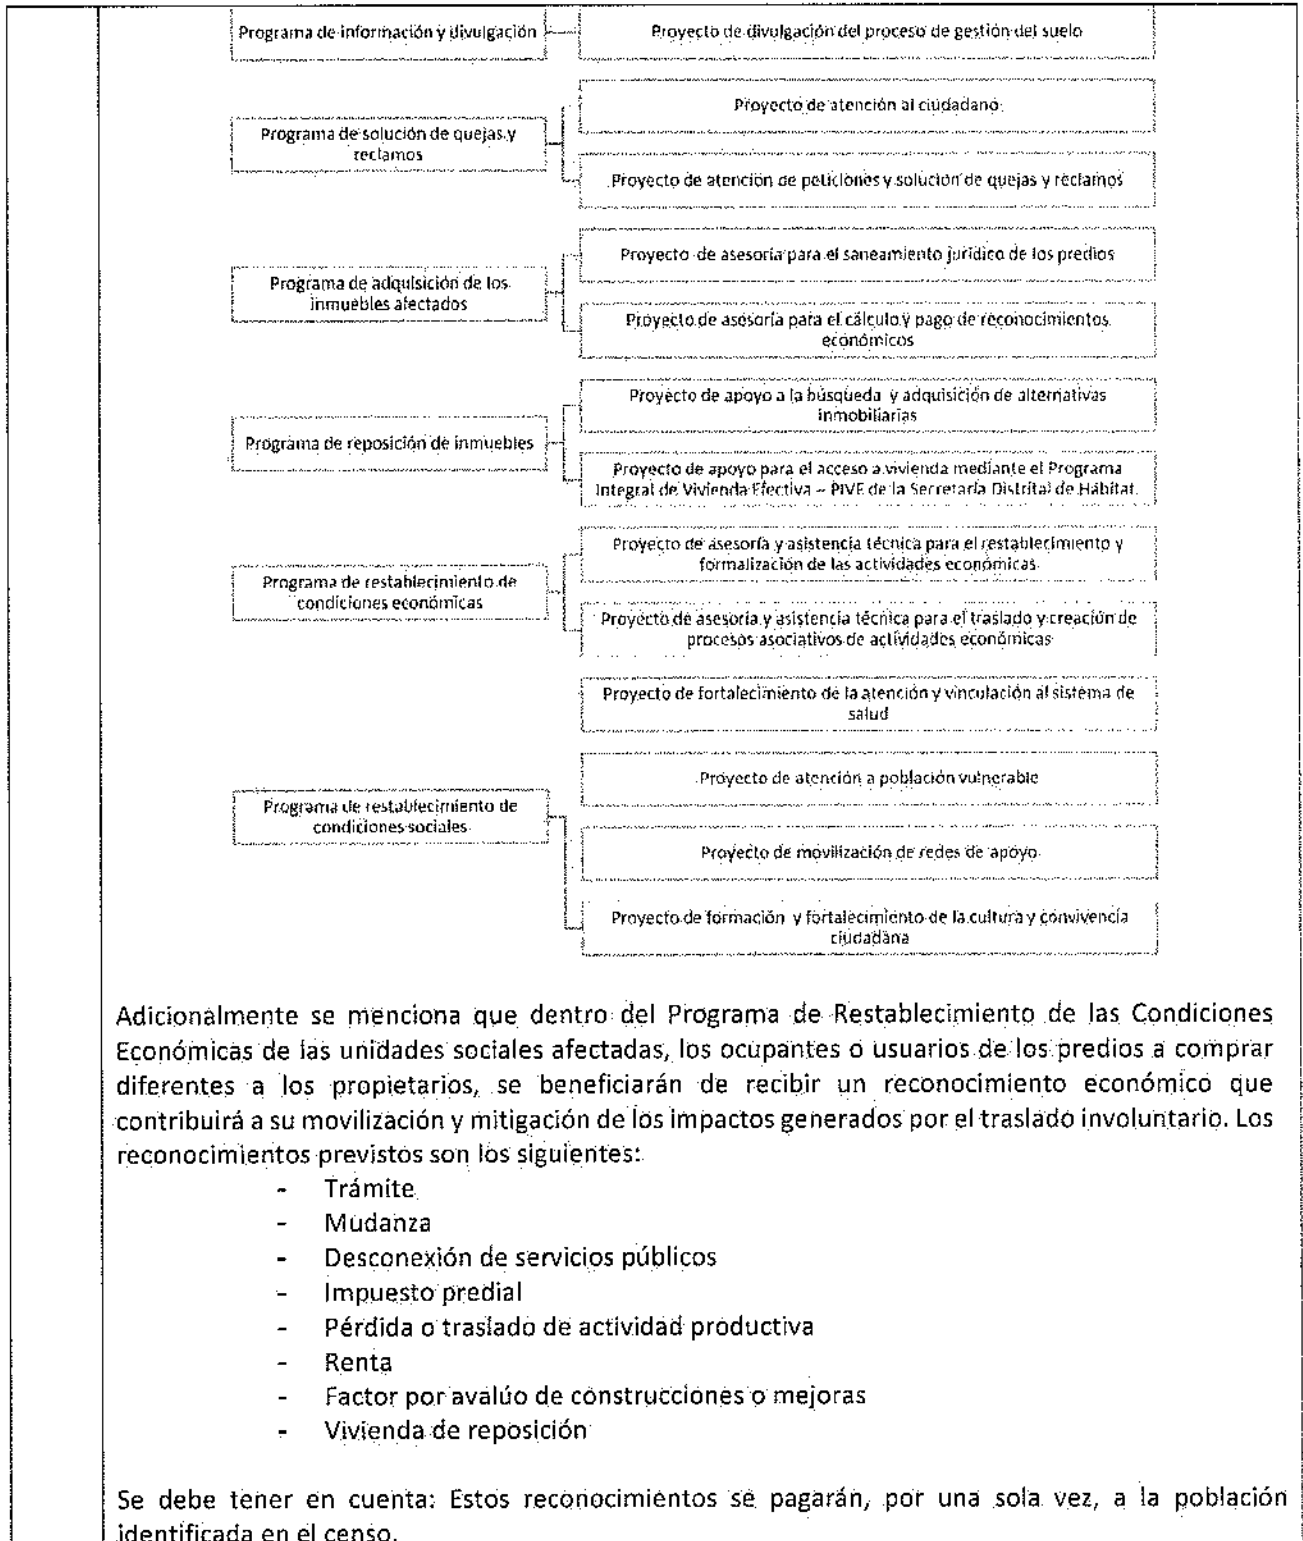 Programa de información y divulgación
Proyecto de divulgación del proceso de gestión del suelo
Programa de solución de quejas y
reclamos
Proyecto de atención al ciudadano
Proyecto de atención de peticiones y solución de quejas y reclamos
Programa de adquisición de los
inmuebles afectados
Proyecto de asesoría para el saneamiento jurídico de los predios
Proyecto de asesoría para el cálculo y pago de reconocimientos
económicos
Programa de reposición de inmuebles
Proyecto de apoyo a la búsqueda y adquisición de alternativas
inmobiliarias
Proyecto de apoyo para el acceso a vivienda mediante el Programa
Integral de Vivienda Efectiva – PIVE de la Secretaría Distrital de Hábitat.
Programa de restablecimiento de
condiciones económicas
Proyecto de asesoría y asistencia técnica para el restablecimiento y
formalización de las actividades económicas
Proyecto de asesoría y asistencia técnica para el traslado y creación de
procesos asociativos de actividades económicas
Programa de restablecimiento de
condiciones sociales
Proyecto de fortalecimiento de la atención y vinculación al sistema de
salud
Proyecto de atención a población vulnerable
Proyecto de movilización de redes de apoyo
Proyecto de formación y fortalecimiento de la cultura y convivencia
ciudadana
Adicionalmente se menciona que dentro del Programa de Restablecimiento de las Condiciones
Económicas de las unidades sociales afectadas, los ocupantes o usuarios de los predios a comprar
diferentes a los propietarios, se beneficiarán de recibir un reconocimiento económico que
contribuirá a su movilización y mitigación de los impactos generados por el traslado involuntario. Los
reconocimientos previstos son los siguientes:
- Trámite
- Mudanza
- Desconexión de servicios públicos
- Impuesto predial
- Pérdida o traslado de actividad productiva
- Renta
- Factor por avalúo de construcciones o mejoras
- Vivienda de reposición
Se debe tener en cuenta: Estos reconocimientos se pagarán, por una sola vez, a la población
identificada en el censo.